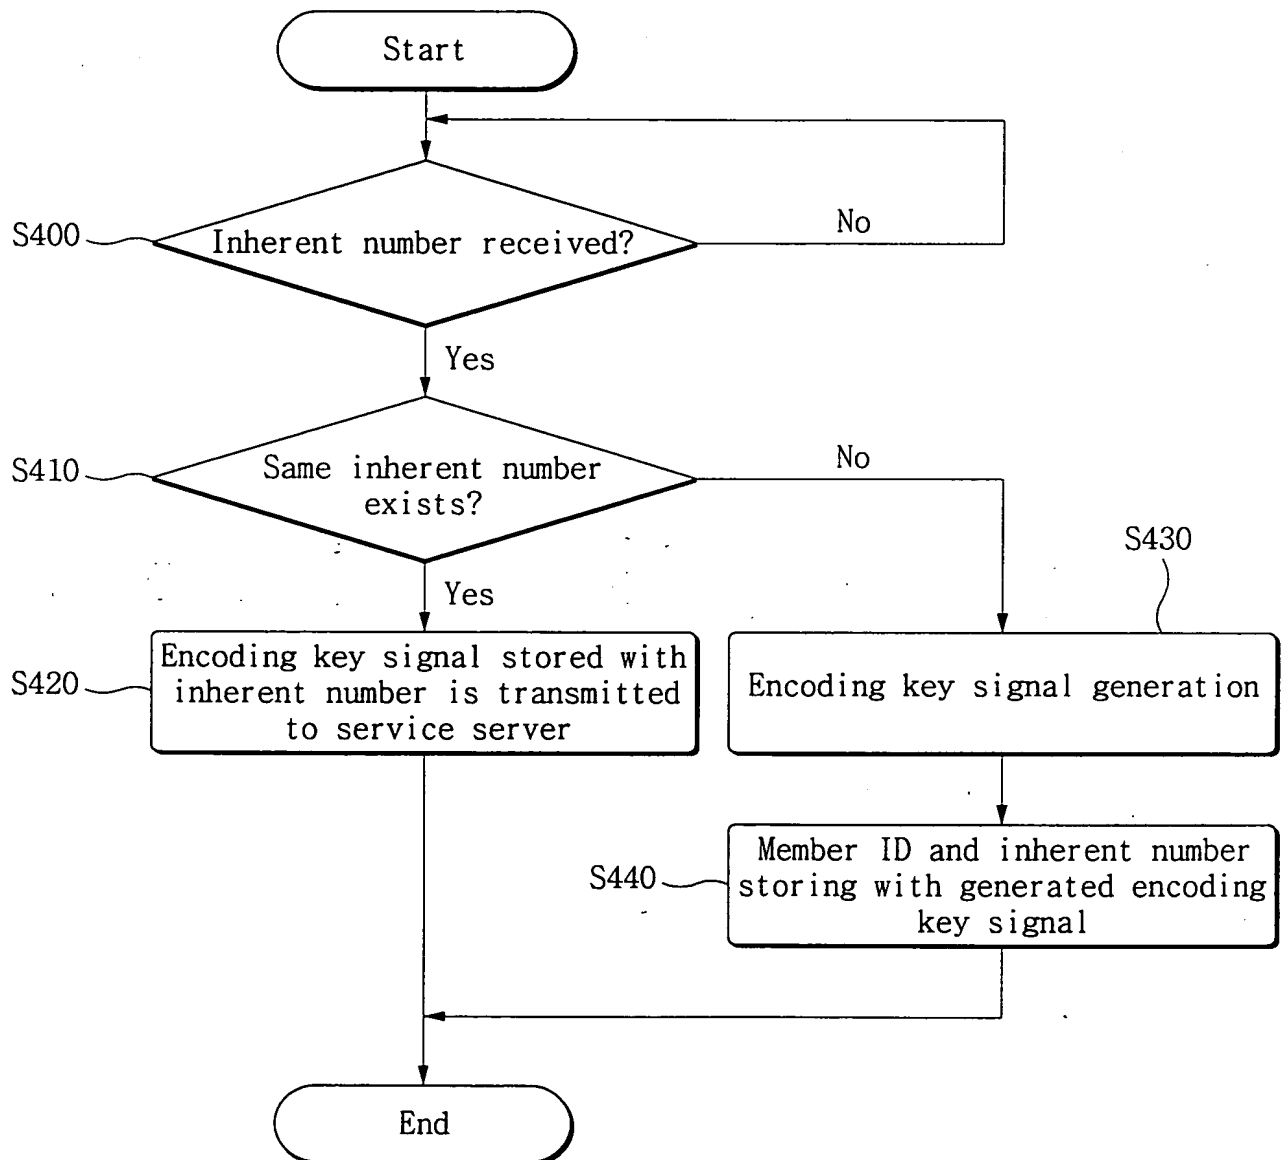 Start
No
S400
Inherent number received?
Yes
No
S410
Same inherent number
exists?
S430
Yes
S420
Encoding key signal stored with
inherent number is transmitted
to service server
Encoding key signal generation
S440
Member ID and inherent number
storing with generated encoding
key signal
End